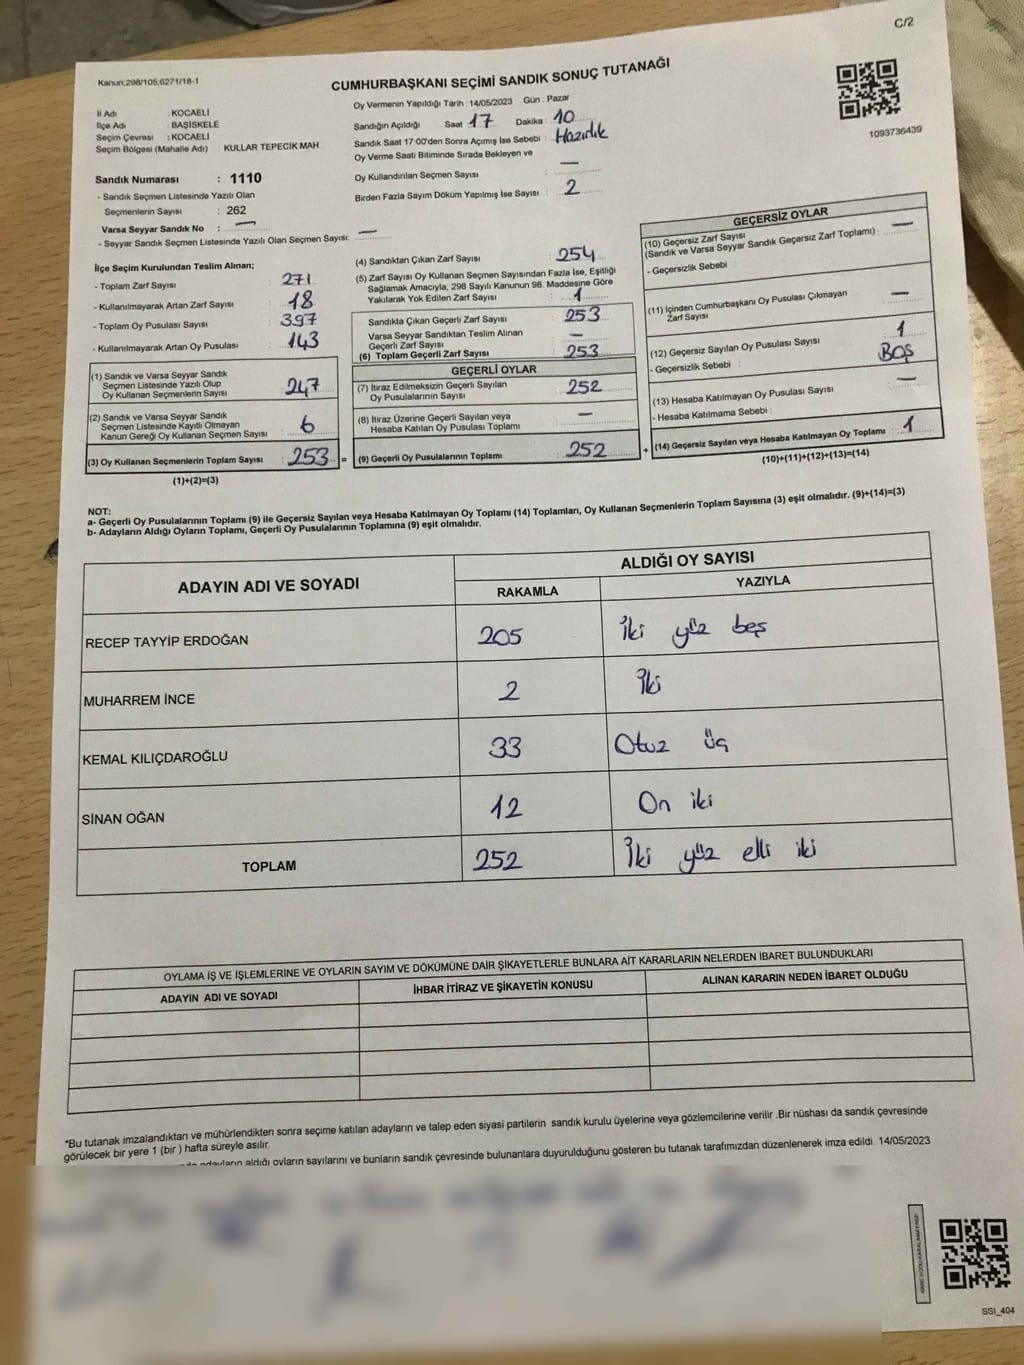 C/2
Kanun:298/105;6271/18-1
CUMHURBAŞKANI SEÇİMİ SANDIK SONUÇ TUTANAĞI
1093736439
İl Adı : KOCAELİ
İlçe Adı : BAŞİSKELE
Seçim Çevresi : KOCAELİ
Seçim Bölgesi (Mahalle Adı) : KULLAR TEPECİK MAH.
Sandık Numarası : 1110
- Sandık Seçmen Listesinde Yazılı Olan
Seçmenlerin Sayısı : 262
Varsa Seyyar Sandık No : —
- Seyyar Sandık Seçmen Listesinde Yazılı Olan Seçmen Sayısı: —
Oy Vermenin Yapıldığı Tarih : 14/05/2023 Gün : Pazar
Sandığın Açıldığı Saat 17 Dakika : 10
Sandık Saat 17:00'den Sonra Açımış İse Sebebi : Hazırlık
Oy Verme Saati Bitiminde Sırada Bekleyen ve
Oy Kullandırılan Seçmen Sayısı : —
Birden Fazla Sayım Döküm Yapılmış İse Sayısı : 2
İlçe Seçim Kurulundan Teslim Alınan;
- Toplam Zarf Sayısı : 271
- Kullanılmayarak Artan Zarf Sayısı : 18
- Toplam Oy Pusulası Sayısı : 397
- Kullanılmayarak Artan Oy Pusulası : 143
(1) Sandık ve Varsa Seyyar Sandık
Seçmen Listesinde Yazılı Olup
Oy Kullanan Seçmenlerin Sayısı : 247
(2) Sandık ve Varsa Seyyar Sandık
Seçmen Listesinde Kayıtlı Olmayan
Kanun Gereği Oy Kullanan Seçmen Sayısı : 6
(3) Oy Kullanan Seçmenlerin Toplam Sayısı : 253 =
(1)+(2)=(3)
(4) Sandıktan Çıkan Zarf Sayısı : 254
(5) Zarf Sayısı Oy Kullanan Seçmen Sayısından Fazla İse, Eşitliği
Sağlamak Amacıyla, 298 Sayılı Kanunun 98. Maddesine Göre
Yakılarak Yok Edilen Zarf Sayısı : 1
Sandıkta Çıkan Geçerli Zarf Sayısı : 253
Varsa Seyyar Sandıktan Teslim Alınan
Geçerli Zarf Sayısı : —
(6) Toplam Geçerli Zarf Sayısı : 253
GEÇERLİ OYLAR
(7) İtiraz Edilmeksizin Geçerli Sayılan
Oy Pusulalarının Sayısı : 252
(8) İtiraz Üzerine Geçerli Sayılan veya
Hesaba Katılan Oy Pusulası Toplamı : —
(9) Geçerli Oy Pusulalarının Toplamı : 252 +
GEÇERSİZ OYLAR
(10) Geçersiz Zarf Sayısı
(Sandık ve Varsa Seyyar Sandık Geçersiz Zarf Toplamı) : —
- Geçersizlik Sebebi :
(11) İçinden Cumhurbaşkanı Oy Pusulası Çıkmayan
Zarf Sayısı : —
(12) Geçersiz Sayılan Oy Pusulası Sayısı : 1
- Geçersizlik Sebebi : BOŞ
(13) Hesaba Katılmayan Oy Pusulası Sayısı : —
- Hesaba Katılmama Sebebi :
(14) Geçersiz Sayılan veya Hesaba Katılmayan Oy Toplamı : 1
(10)+(11)+(12)+(13)=(14)
NOT:
a- Geçerli Oy Pusulalarının Toplamı (9) ile Geçersiz Sayılan veya Hesaba Katılmayan Oy Toplamı (14) Toplamları, Oy Kullanan Seçmenlerin Toplam Sayısına (3) eşit olmalıdır. (9)+(14)=(3)
b- Adayların Aldığı Oyların Toplamı, Geçerli Oy Pusulalarının Toplamına (9) eşit olmalıdır.
ADAYIN ADI VE SOYADI ALDIĞI OY SAYISI
RAKAMLA YAZIYLA
RECEP TAYYİP ERDOĞAN 205 İki yüz beş
MUHARREM İNCE 2 İki
KEMAL KILIÇDAROĞLU 33 Otuz üç
SİNAN OĞAN 12 On iki
TOPLAM 252 İki yüz elli iki
OYLAMA İŞ VE İŞLEMLERİNE VE OYLARIN SAYIM VE DÖKÜMÜNE DAİR ŞİKAYETLERLE BUNLARA AİT KARARLARIN NELERDEN İBARET BULUNDUKLARI
ADAYIN ADI VE SOYADI İHBAR İTİRAZ VE ŞİKAYETİN KONUSU ALINAN KARARIN NEDEN İBARET OLDUĞU
*Bu tutanak imzalandıktan ve mühürlendikten sonra seçime katılan adayların ve talep eden siyasi partilerin sandık kurulu üyelerine veya gözlemcilerine verilir .Bir nüshası da sandık çevresinde
görülecek bir yere 1 (bir ) hafta süreyle asılır.
adayların aldığı oyların sayılarını ve bunların sandık çevresinde bulunanlara duyurulduğunu gösteren bu tutanak tarafımızdan düzenlenerek imza edildi. 14/05/2023
SSI_404